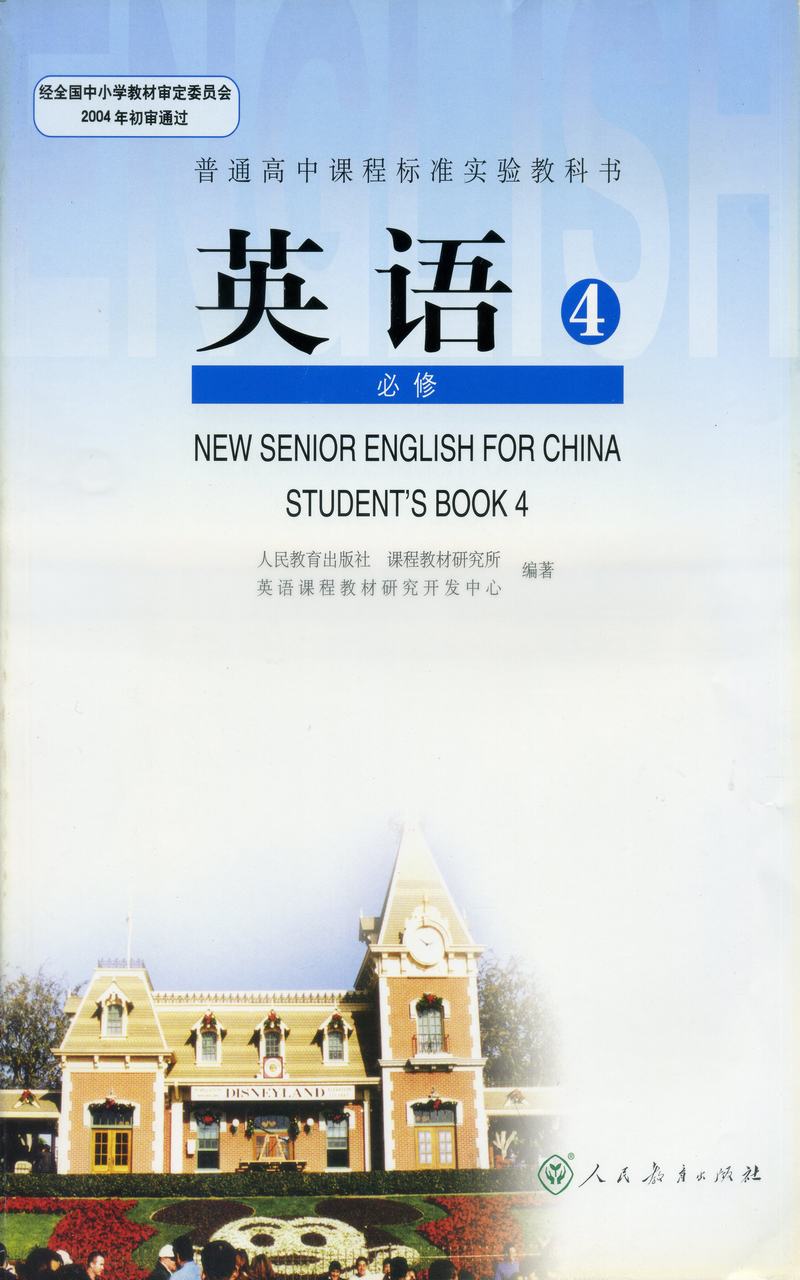 经全国中小学教材审定委员会
2004年初审通过
普通高中课程标准实验教科书
英语 4
必修
NEW SENIOR ENGLISH FOR CHINA
STUDENT'S BOOK 4
人民教育出版社 课程教材研究所
英语课程教材研究开发中心
编著
DISNEYLAND
人民教育出版社
ENGLISH